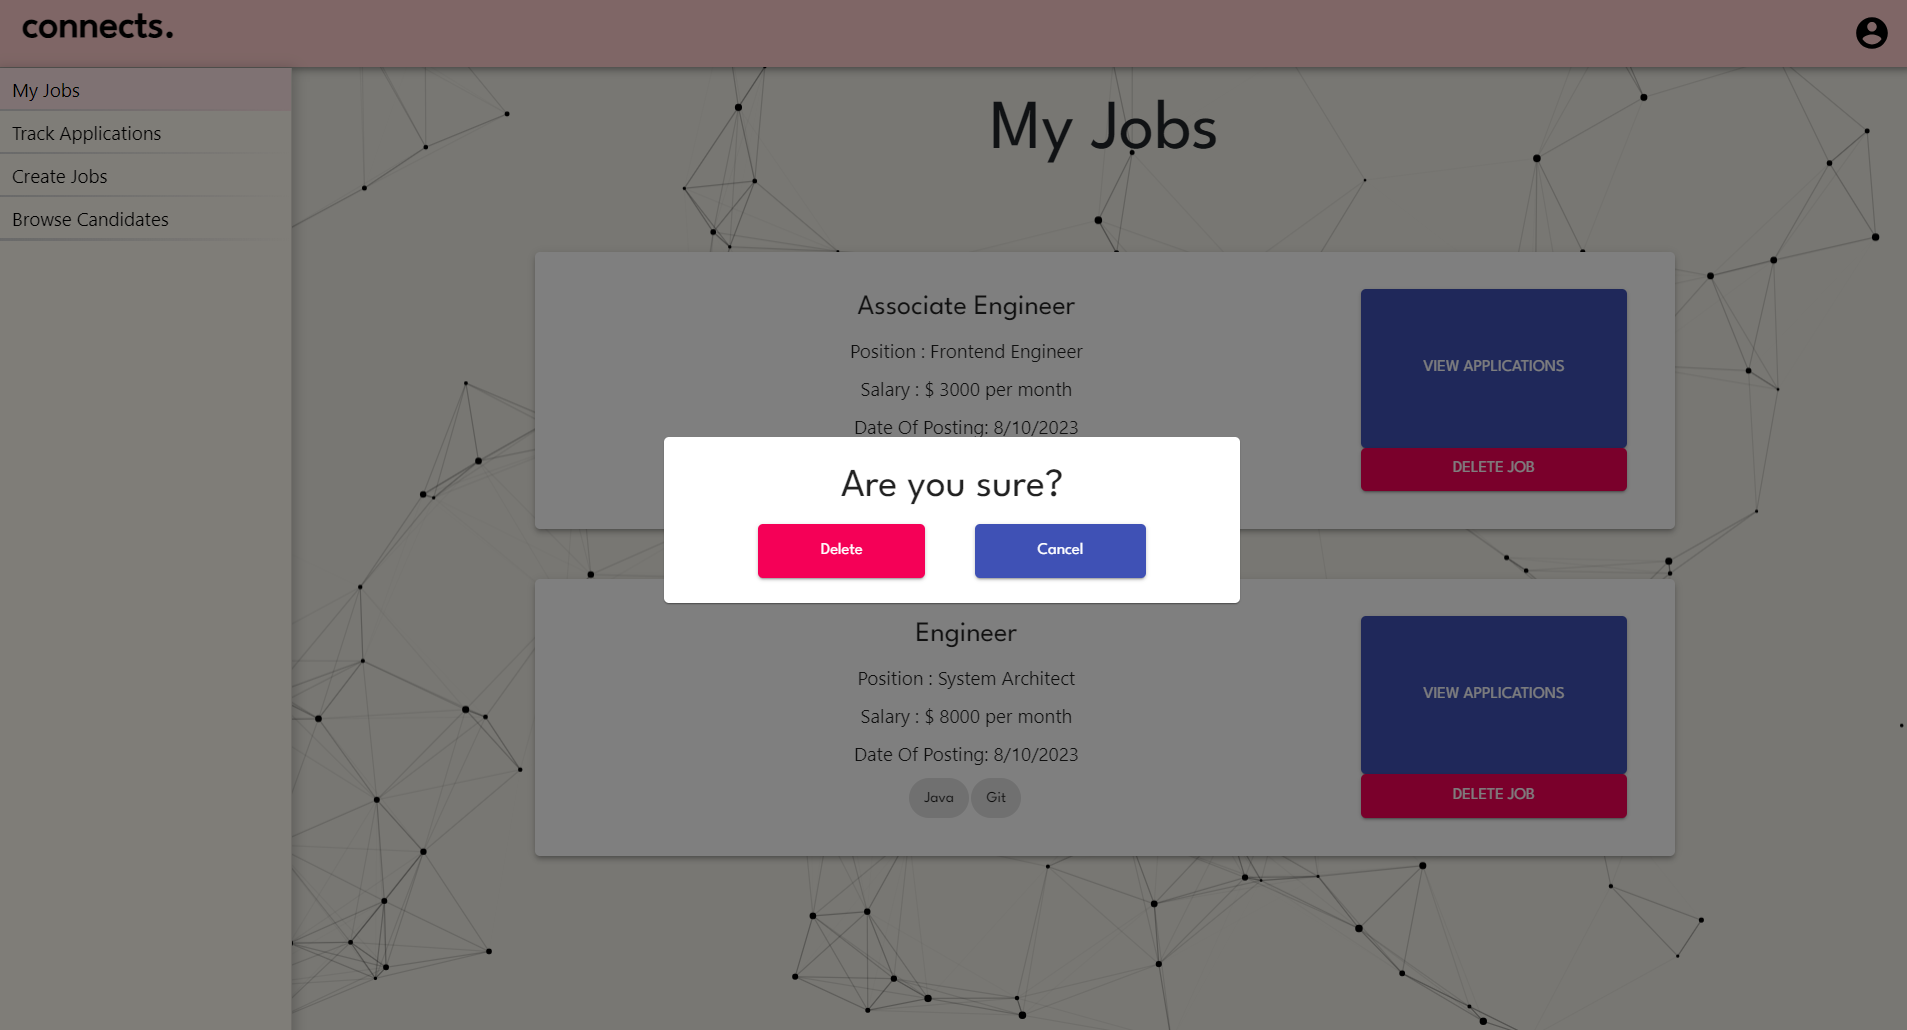 connects.
My Jobs
Track Applications
Create Jobs
Browse Candidates
My Jobs
Associate Engineer
Position : Frontend Engineer
Salary : $ 3000 per month
Date Of Posting: 8/10/2023
VIEW APPLICATIONS
DELETE JOB
Are you sure?
Delete
Cancel
Engineer
Position : System Architect
Salary : $ 8000 per month
Date Of Posting: 8/10/2023
Java
Git
VIEW APPLICATIONS
DELETE JOB